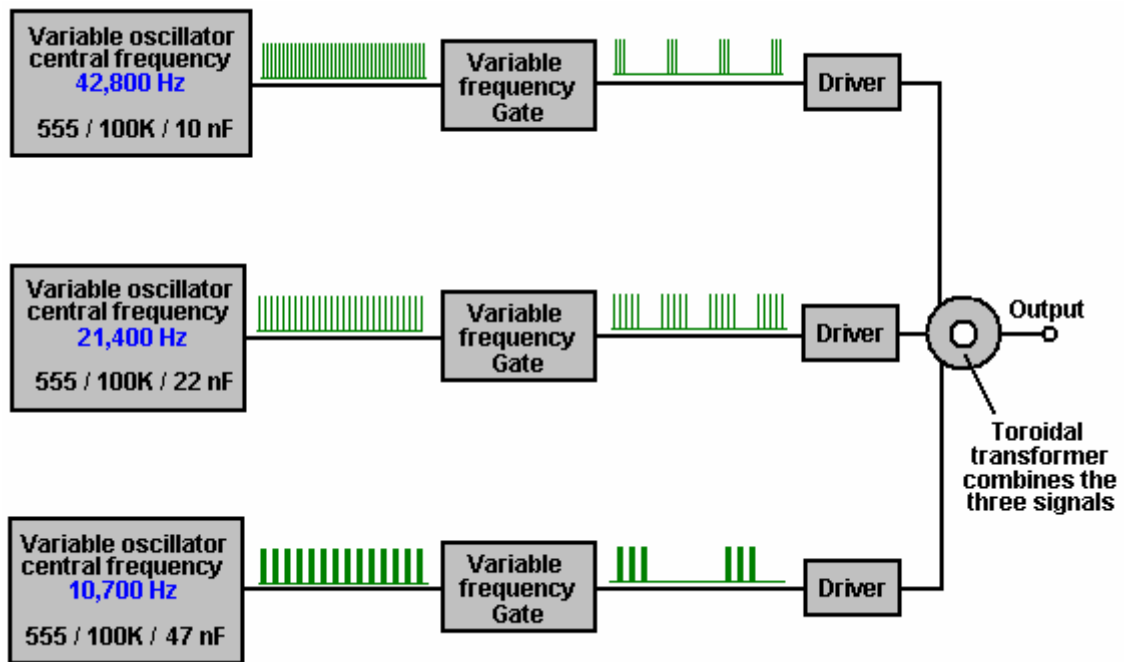 Variable oscillator
central frequency
42,800 Hz
555 / 100K / 10 nF
Variable
frequency
Gate
Driver
Variable oscillator
central frequency
21,400 Hz
555 / 100K / 22 nF
Variable
frequency
Gate
Driver
Output
Toroidal
transformer
combines the
three signals
Variable oscillator
central frequency
10,700 Hz
555 / 100K / 47 nF
Variable
frequency
Gate
Driver